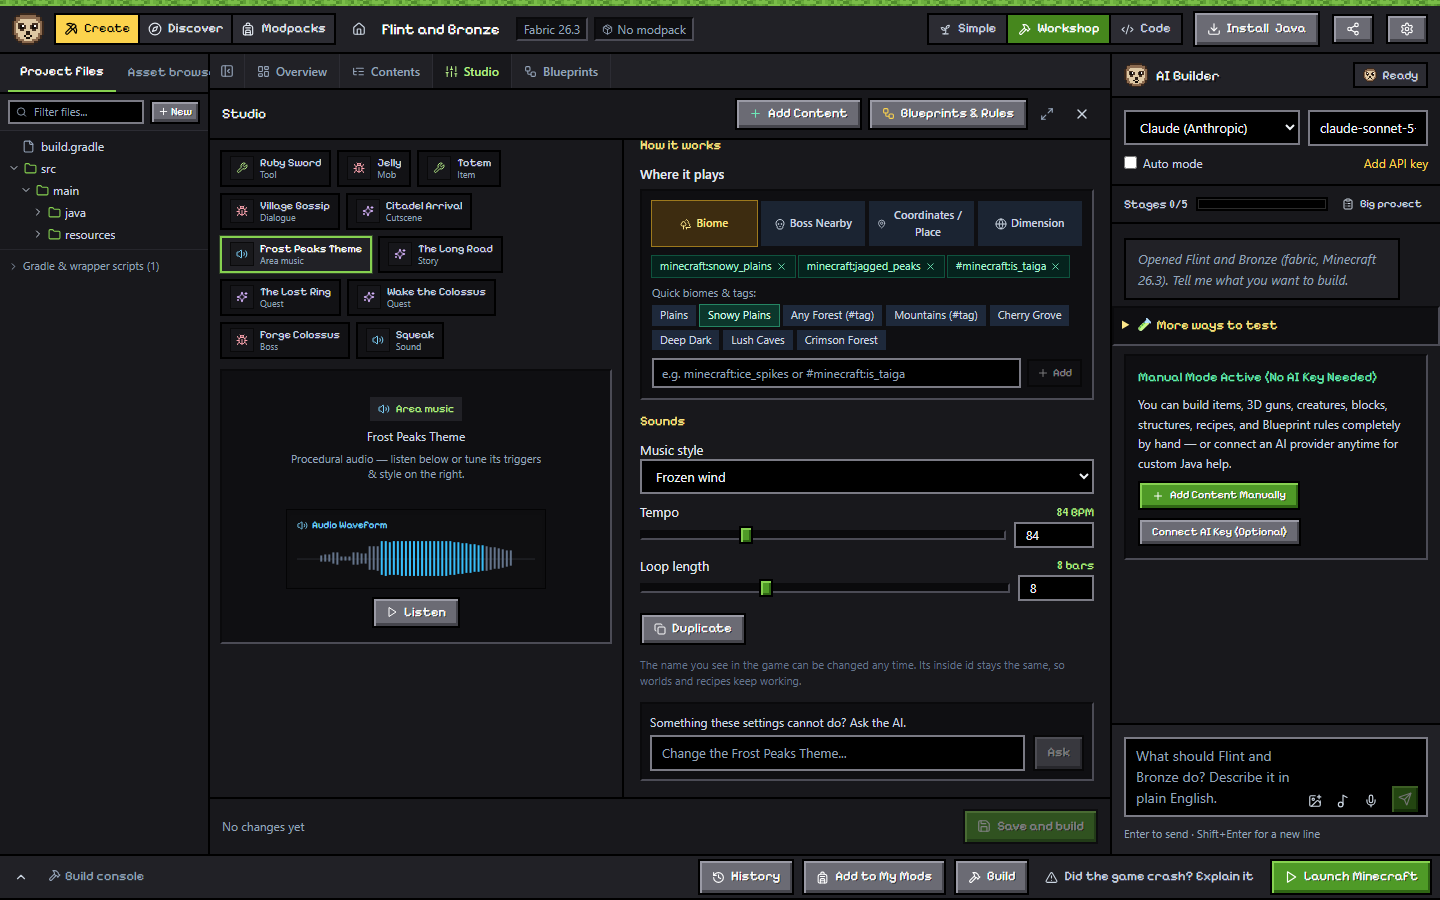 Create
Discover
Modpacks
Flint and Bronze
Fabric 26.3
No modpack
Simple
Workshop
Code
Install Java
Project Files
Asset brows
Overview
Contents
Studio
Blueprints
AI Builder
Ready
Filter files...
New
build.gradle
src
main
java
resources
Gradle & wrapper scripts (1)
Studio
Add Content
Blueprints & Rules
Ruby Sword
Tool
Jelly
Mob
Totem
Item
Village Gossip
Dialogue
Citadel Arrival
Cutscene
Frost Peaks Theme
Area music
The Long Road
Story
The Lost Ring
Quest
Wake the Colossus
Quest
Forge Colossus
Boss
Squeak
Sound
Area music
Frost Peaks Theme
Procedural audio — listen below or tune its triggers
& style on the right.
Audio Waveform
Listen
How it works
Where it plays
Biome
Boss Nearby
Coordinates /
Place
Dimension
minecraft:snowy_plains
minecraft:jagged_peaks
#minecraft:is_taiga
Quick biomes & tags:
Plains
Snowy Plains
Any Forest (#tag)
Mountains (#tag)
Cherry Grove
Deep Dark
Lush Caves
Crimson Forest
e.g. minecraft:ice_spikes or #minecraft:is_taiga
Add
Sounds
Music style
Frozen wind
Tempo
84 BPM
84
Loop length
8 bars
8
Duplicate
The name you see in the game can be changed any time. Its inside id stays the same, so
worlds and recipes keep working.
Something these settings cannot do? Ask the AI.
Change the Frost Peaks Theme...
Ask
No changes yet
Save and build
Claude (Anthropic)
claude-sonnet-5-
Auto mode
Add API key
Stages 0/5
Big project
Opened Flint and Bronze (fabric, Minecraft
26.3). Tell me what you want to build.
More ways to test
Manual Mode Active (No AI Key Needed)
You can build items, 3D guns, creatures, blocks,
structures, recipes, and Blueprint rules completely
by hand — or connect an AI provider anytime for
custom Java help.
Add Content Manually
Connect AI Key (Optional)
What should Flint and
Bronze do? Describe it in
plain English.
Enter to send · Shift+Enter for a new line
Build console
History
Add to My Mods
Build
Did the game crash? Explain it
Launch Minecraft